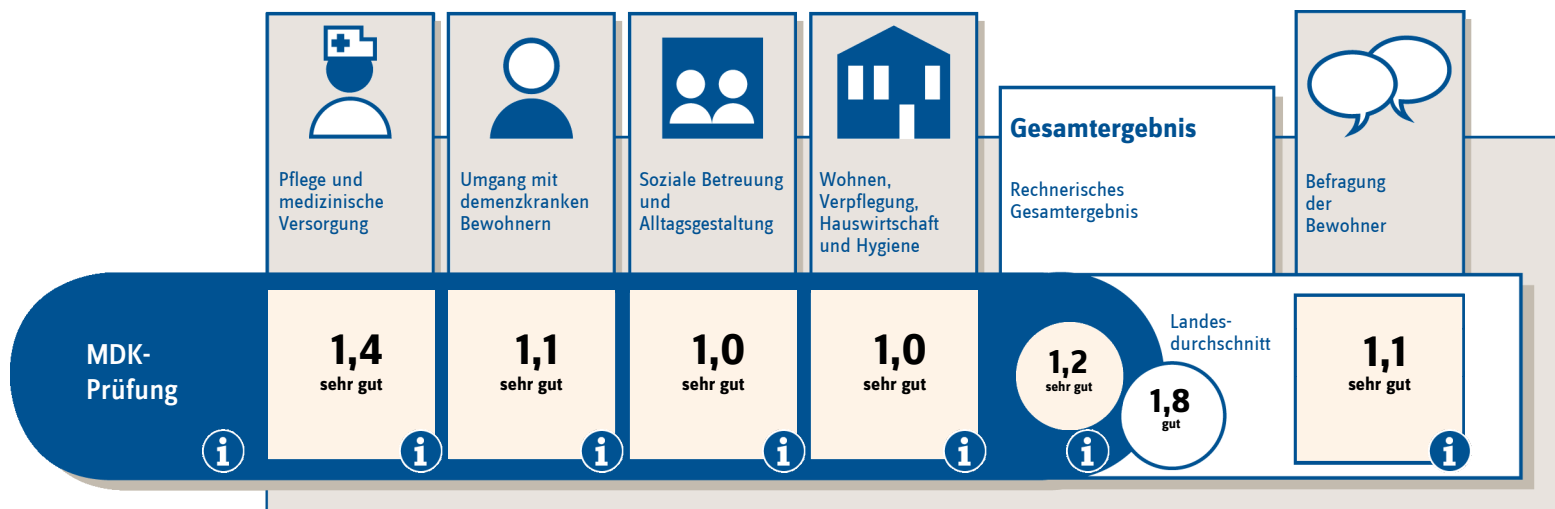 Pflege und
medizinische
Versorgung
Umgang mit
demenzkranken
Bewohnern
Soziale Betreuung
und
Alltagsgestaltung
Wohnen,
Verpflegung,
Hauswirtschaft
und Hygiene
Gesamtergebnis
Rechnerisches
Gesamtergebnis
Befragung
der
Bewohner
MDK-
Prüfung
i
1,4
sehr gut
i
1,1
sehr gut
i
1,0
sehr gut
i
1,0
sehr gut
i
1,2
sehr gut
i
Landes-
durchschnitt
1,8
gut
1,1
sehr gut
i